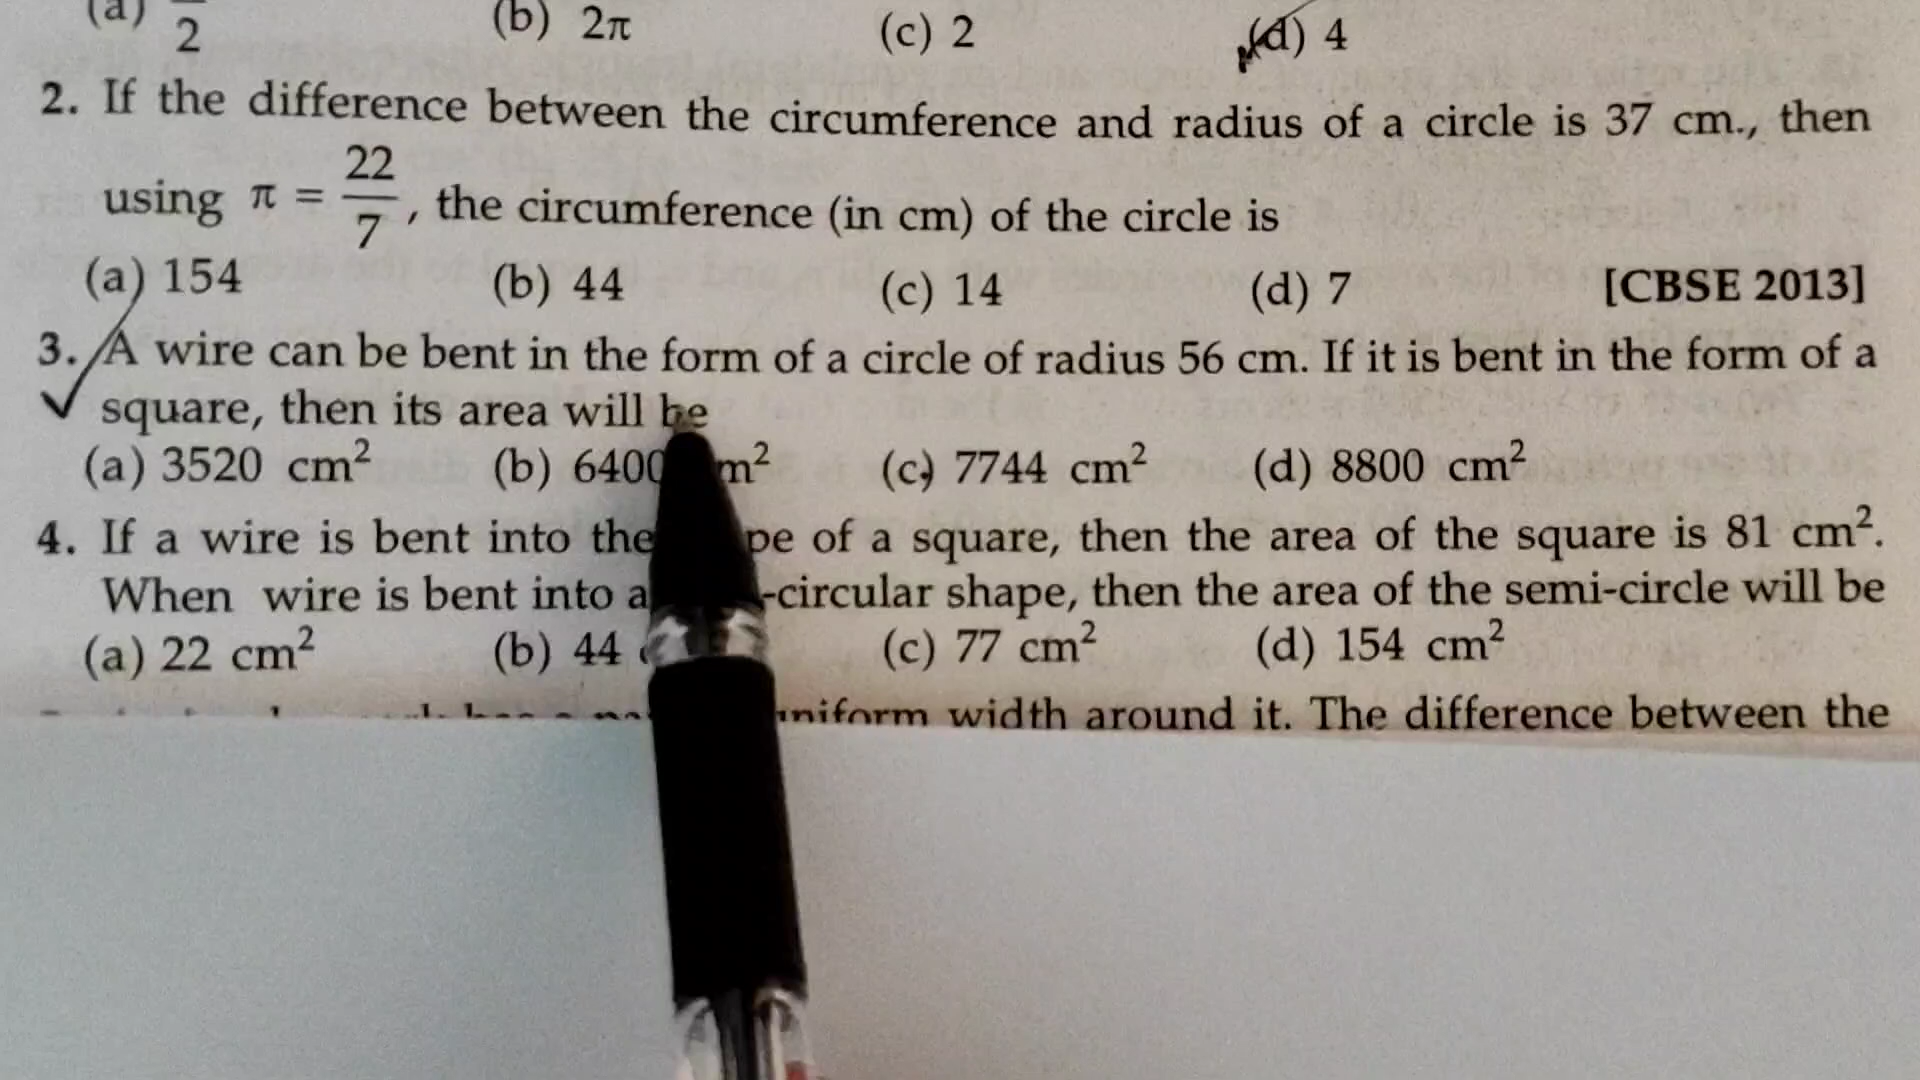 (a) 2 (b) 2π (c) 2 (d) 4
2. If the difference between the circumference and radius of a circle is 37 cm., then
using π = 22/7, the circumference (in cm) of the circle is
(a) 154 (b) 44 (c) 14 (d) 7 [CBSE 2013]
3. A wire can be bent in the form of a circle of radius 56 cm. If it is bent in the form of a
square, then its area will be
(a) 3520 cm² (b) 6400 m² (c) 7744 cm² (d) 8800 cm²
4. If a wire is bent into the of a square, then the area of the square is 81 cm².
When wire is bent into a -circular shape, then the area of the semi-circle will be
(a) 22 cm² (b) 44 (c) 77 cm² (d) 154 cm²
uniform width around it. The difference between the